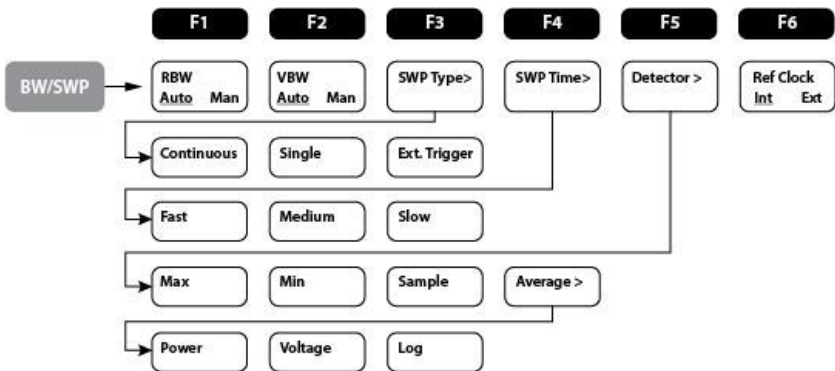 F1 F2 F3 F4 F5 F6
BW/SWP
RBW
Auto Man
VBW
Auto Man
SWP Type>
SWP Time>
Detector >
Ref Clock
Int Ext
Continuous Single Ext. Trigger
Fast Medium Slow
Max Min Sample Average >
Power Voltage Log